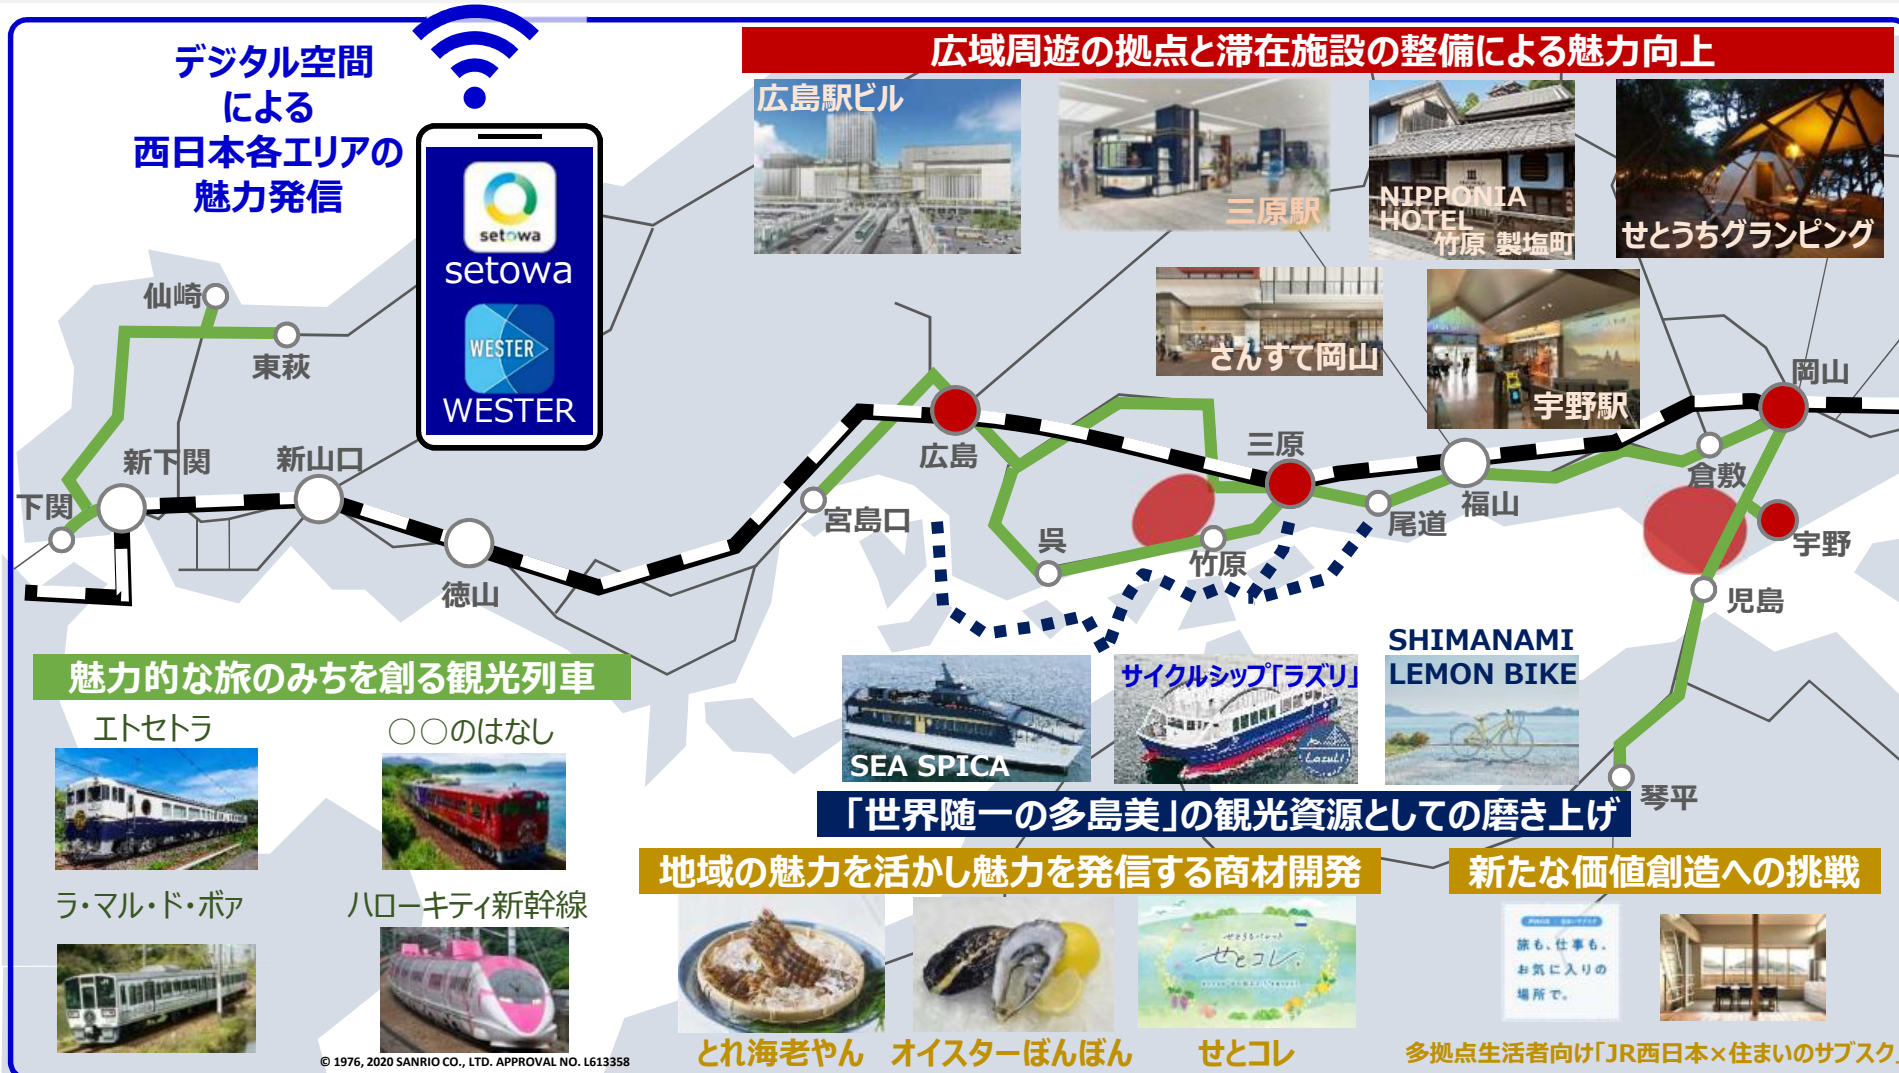 デジタル空間
による
西日本各エリアの
魅力発信
setowa
setowa
WESTER
WESTER
広域周遊の拠点と滞在施設の整備による魅力向上
広島駅ビル
三原駅
NIPPONIA
HOTEL
竹原 製塩町
せとうちグランピング
さんすて岡山
宇野駅
仙崎
東萩
岡山
新下関
新山口
広島
三原
倉敷
下関
宮島口
尾道
福山
呉
竹原
宇野
徳山
児島
琴平
魅力的な旅のみちを創る観光列車
エトセトラ
○○のはなし
ラ・マル・ド・ボァ
ハローキティ新幹線
© 1976, 2020 SANRIO CO., LTD. APPROVAL NO. L613358
SEA SPICA
サイクルシップ「ラズリ」
Lazuli
SHIMANAMI
LEMON BIKE
「世界随一の多島美」の観光資源としての磨き上げ
地域の魅力を活かし魅力を発信する商材開発
せとうちパレット
せとコレ。
とれ海老やん
オイスターぼんぼん
せとコレ
新たな価値創造への挑戦
旅も、仕事も、
お気に入りの
場所で。
多拠点生活者向け「JR西日本×住まいのサブスク」